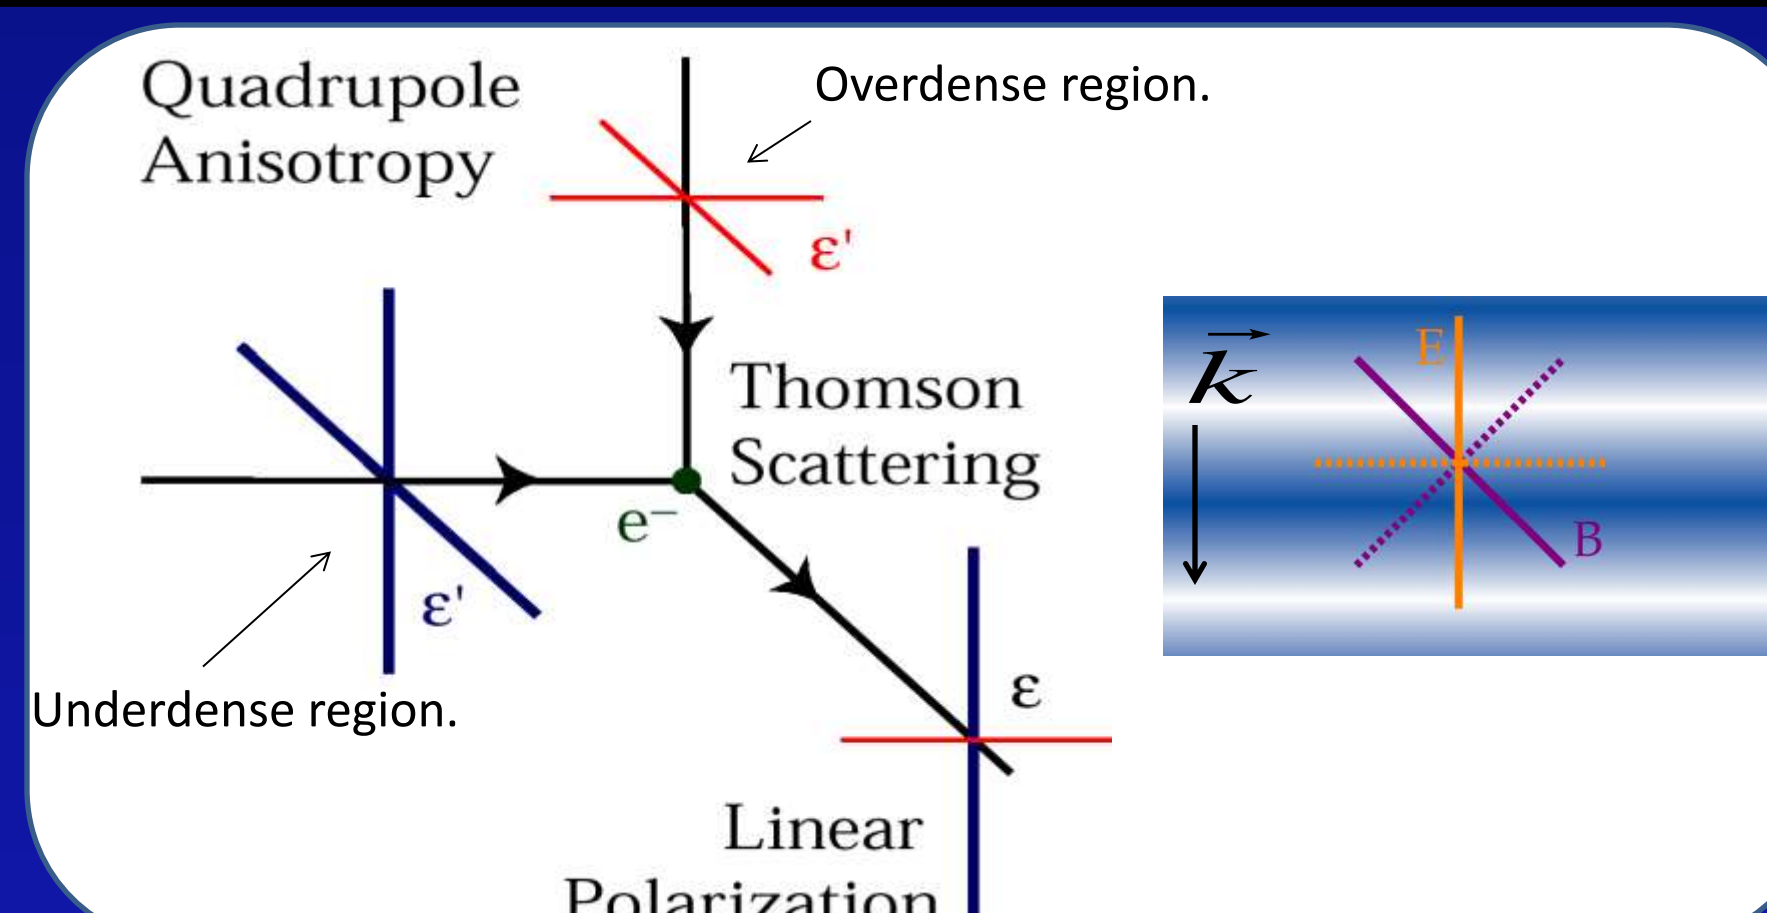 Quadrupole
Anisotropy
Overdense region.
ε'
Thomson
Scattering
e−
ε'
Underdense region.
ε
Linear
Polarization
k
E
B